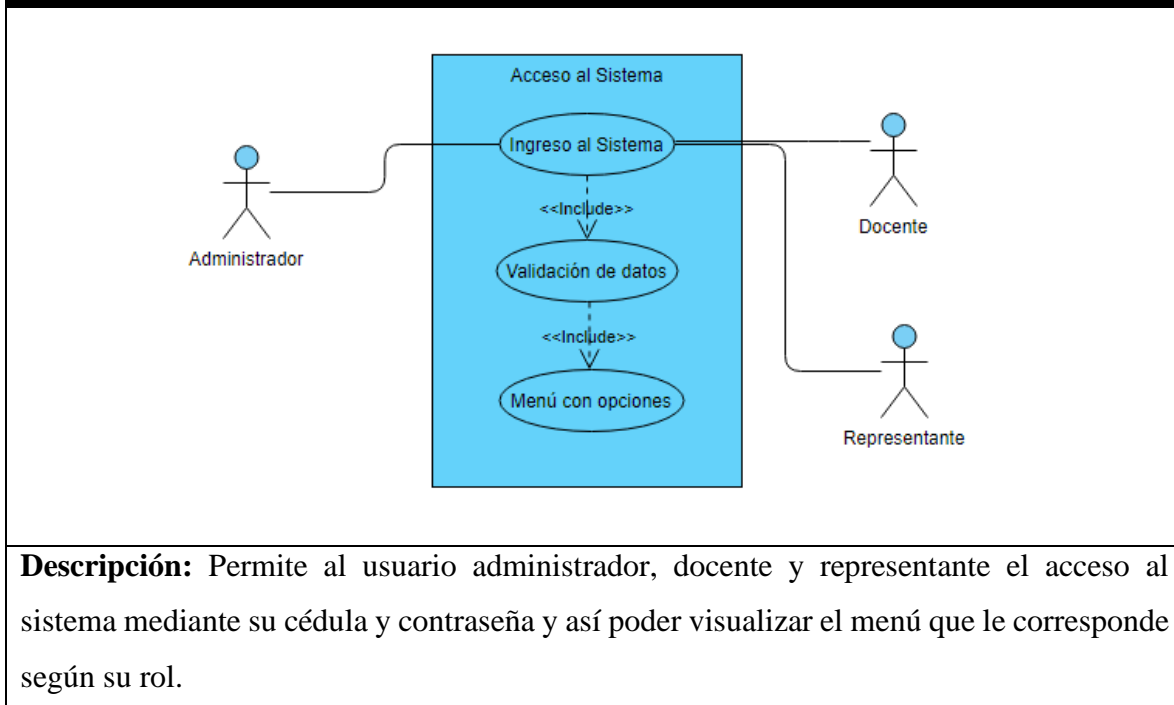 Acceso al Sistema
Ingreso al Sistema
<<Include>>
Docente
Administrador
Validación de datos
<<Include>>
Menú con opciones
Representante
Descripción: Permite al usuario administrador, docente y representante el acceso al
sistema mediante su cédula y contraseña y así poder visualizar el menú que le corresponde
según su rol.